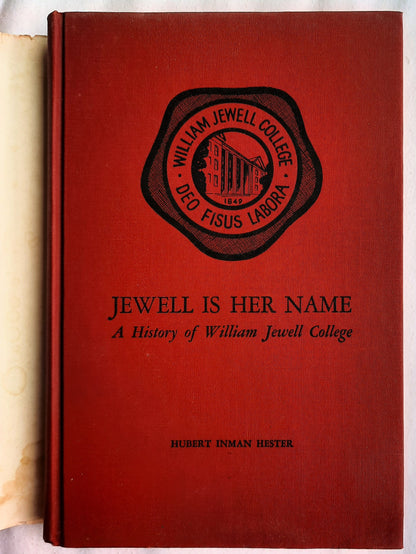 WILLIAM JEWELL COLLEGE
DEO FISUS LABORA
1849
JEWELL IS HER NAME
A History of William Jewell College
HUBERT INMAN HESTER